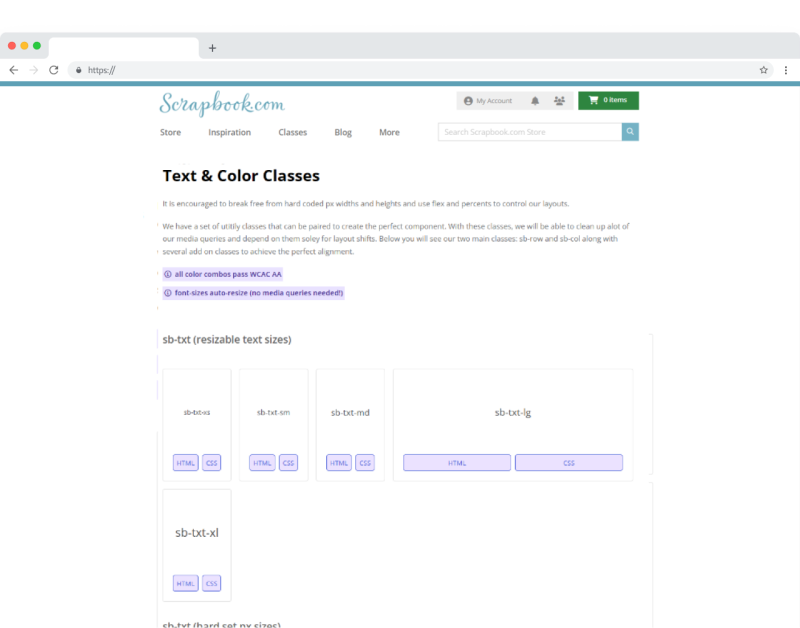 https://
Scrapbook.com
My Account
0 Items
Store Inspiration Classes Blog More
Search Scrapbook.com Store
Text & Color Classes
It is encouraged to break free from hard coded px widths and heights and use flex and percents to control our layouts.
We have a set of utitily classes that can be paired to create the perfect component. With these classes, we will be able to clean up alot of
our media queries and depend on them soley for layout shifts. Below you will see our two main classes: sb-row and sb-col along with
several add on classes to achieve the perfect alignment.
all color combos pass WCAC AA
font-sizes auto-resize (no media queries needed!)
sb-txt (resizable text sizes)
sb-txt-xs sb-txt-sm sb-txt-md sb-txt-lg
HTML CSS HTML CSS HTML CSS HTML CSS
sb-txt-xl
HTML CSS
sb-txt (hard set px sizes)